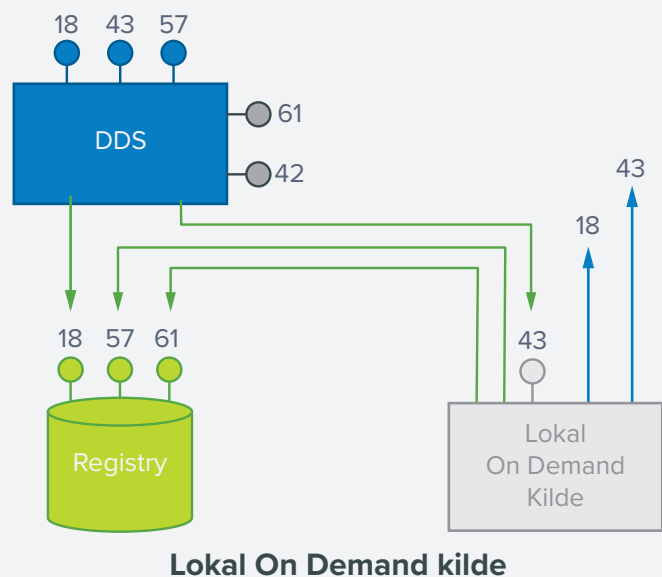 18 43 57
61
DDS
42
43
18
18 57 61
43
Registry
Lokal
On Demand
Kilde
Lokal On Demand kilde